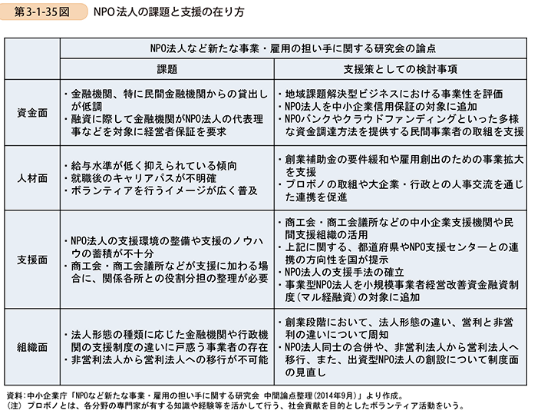 第3-1-35図 NPO法人の課題と支援の在り方
NPO法人など新たな事業・雇用の担い手に関する研究会の論点
課題
支援策としての検討事項
資金面
・金融機関、特に民間金融機関からの貸出し
が低調
・融資に際して金融機関がNPO法人の代表理
事などを対象に経営者保証を要求
・地域課題解決型ビジネスにおける事業性を評価
・NPO法人を中小企業信用保証の対象に追加
・NPOバンクやクラウドファンディングといった多様
な資金調達方法を提供する民間事業者の取組を支援
人材面
・給与水準が低く抑えられている傾向
・就職後のキャリアパスが不明確
・ボランティアを行うイメージが広く普及
・創業補助金の要件緩和や雇用創出のための事業拡大
を支援
・プロボノの取組や大企業・行政との人事交流を通じ
た連携を促進
支援面
・NPO法人の支援環境の整備や支援のノウハ
ウの蓄積が不十分
・商工会・商工会議所などが支援に加わる場
合に、関係各所との役割分担の整理が必要
・商工会・商工会議所などの中小企業支援機関や民
間支援組織の活用
・上記に関する、都道府県やNPO支援センターとの連
携の方向性を国が提示
・NPO法人の支援手法の確立
・事業型NPO法人を小規模事業者経営改善資金融資制
度(マル経融資)の対象に追加
組織面
・法人形態の種類に応じた金融機関や行政機
関の支援制度の違いに戸惑う事業者の存在
・非営利法人から営利法人への移行が不可能
・創業段階において、法人形態の違い、営利と非営
利の違いについて周知
・NPO法人同士の合併や、非営利法人から営利法人へ
移行、また、出資型NPO法人の創設について制度面
の見直し
資料:中小企業庁「NPOなど新たな事業・雇用の担い手に関する研究会 中間論点整理(2014年9月)」より作成。
(注) プロボノとは、各分野の専門家が有する知識や経験等を活かして行う、社会貢献を目的としたボランティア活動をいう。